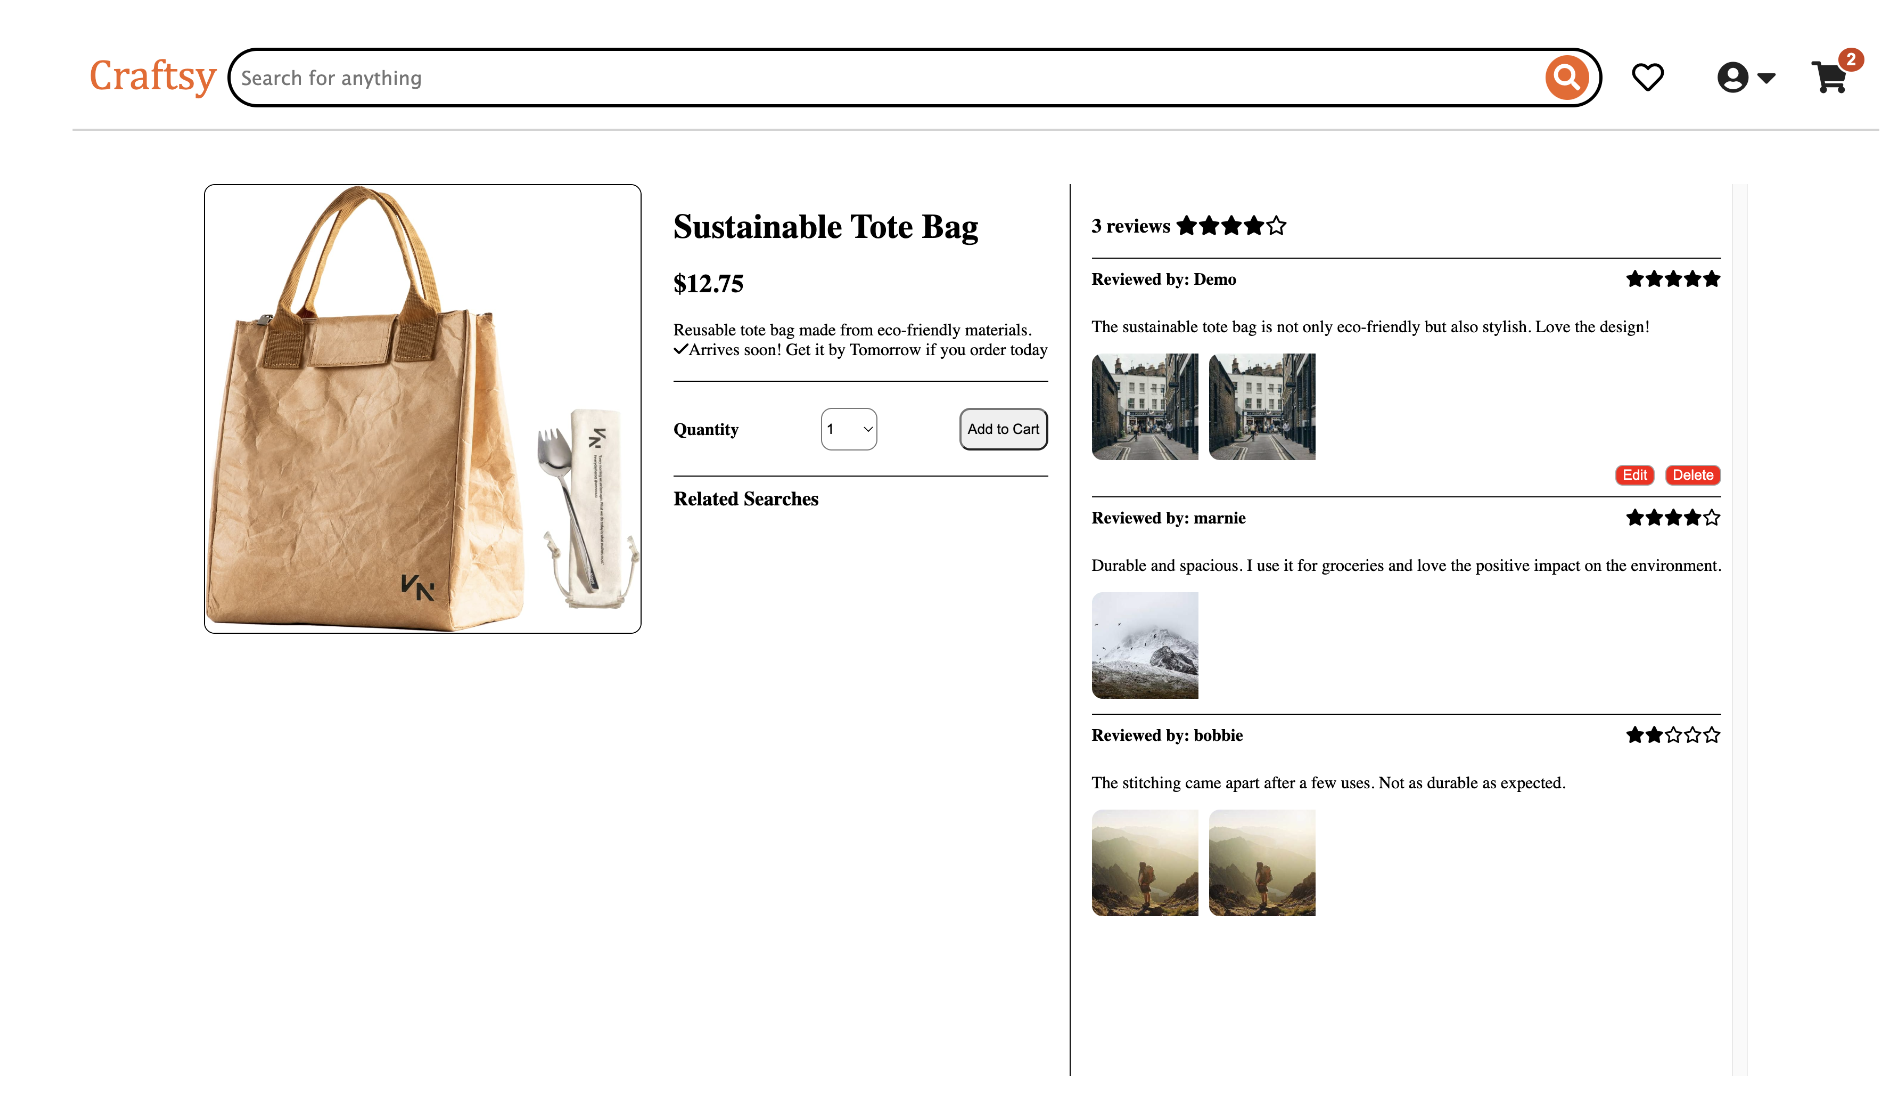 Craftsy
Search for anything
2
Sustainable Tote Bag
$12.75
Reusable tote bag made from eco-friendly materials.
Arrives soon! Get it by Tomorrow if you order today
Quantity
1
Add to Cart
Related Searches
3 reviews
Reviewed by: Demo
The sustainable tote bag is not only eco-friendly but also stylish. Love the design!
Edit
Delete
Reviewed by: marnie
Durable and spacious. I use it for groceries and love the positive impact on the environment.
Reviewed by: bobbie
The stitching came apart after a few uses. Not as durable as expected.